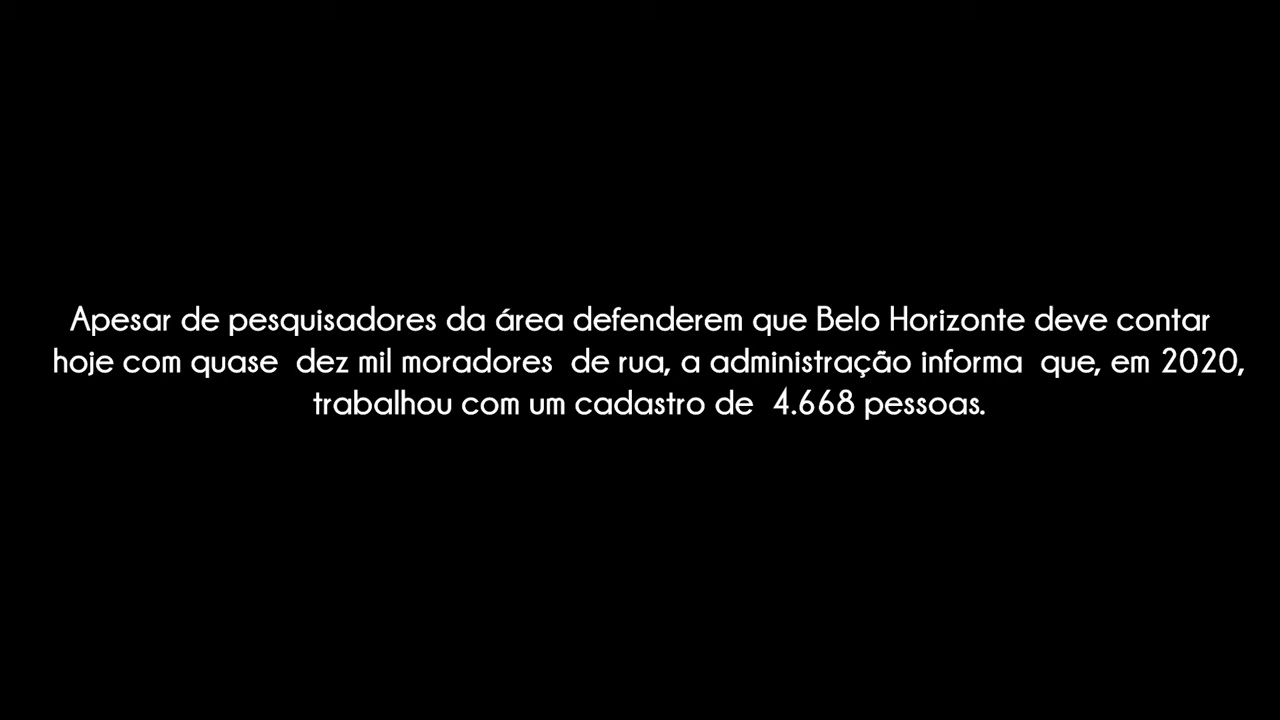 Apesar de pesquisadores da área defenderem que Belo Horizonte deve contar
hoje com quase dez mil moradores de rua, a administração informa que, em 2020,
trabalhou com um cadastro de 4.668 pessoas.